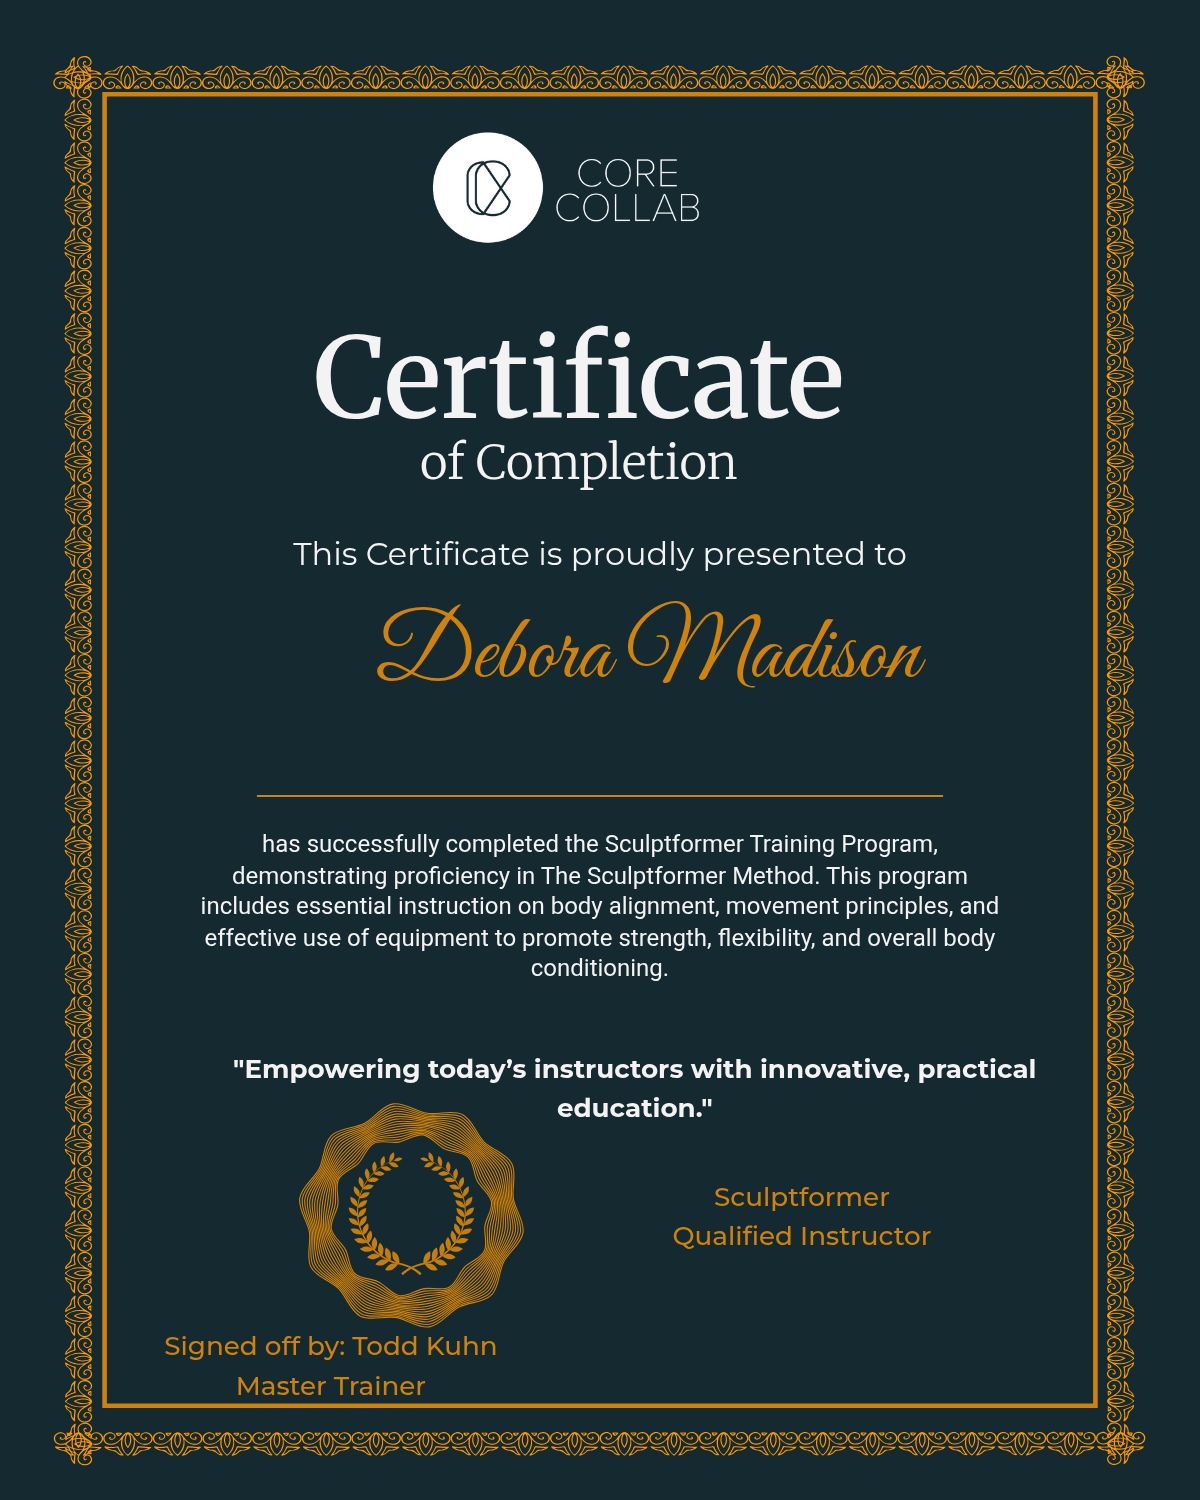 CORE
COLLAB
Certificate
of Completion
This Certificate is proudly presented to
Debora Madison
has successfully completed the Sculptformer Training Program,
demonstrating proficiency in The Sculptformer Method. This program
includes essential instruction on body alignment, movement principles, and
effective use of equipment to promote strength, flexibility, and overall body
conditioning.
"Empowering today’s instructors with innovative, practical
education."
Sculptformer
Qualified Instructor
Signed off by: Todd Kuhn
Master Trainer